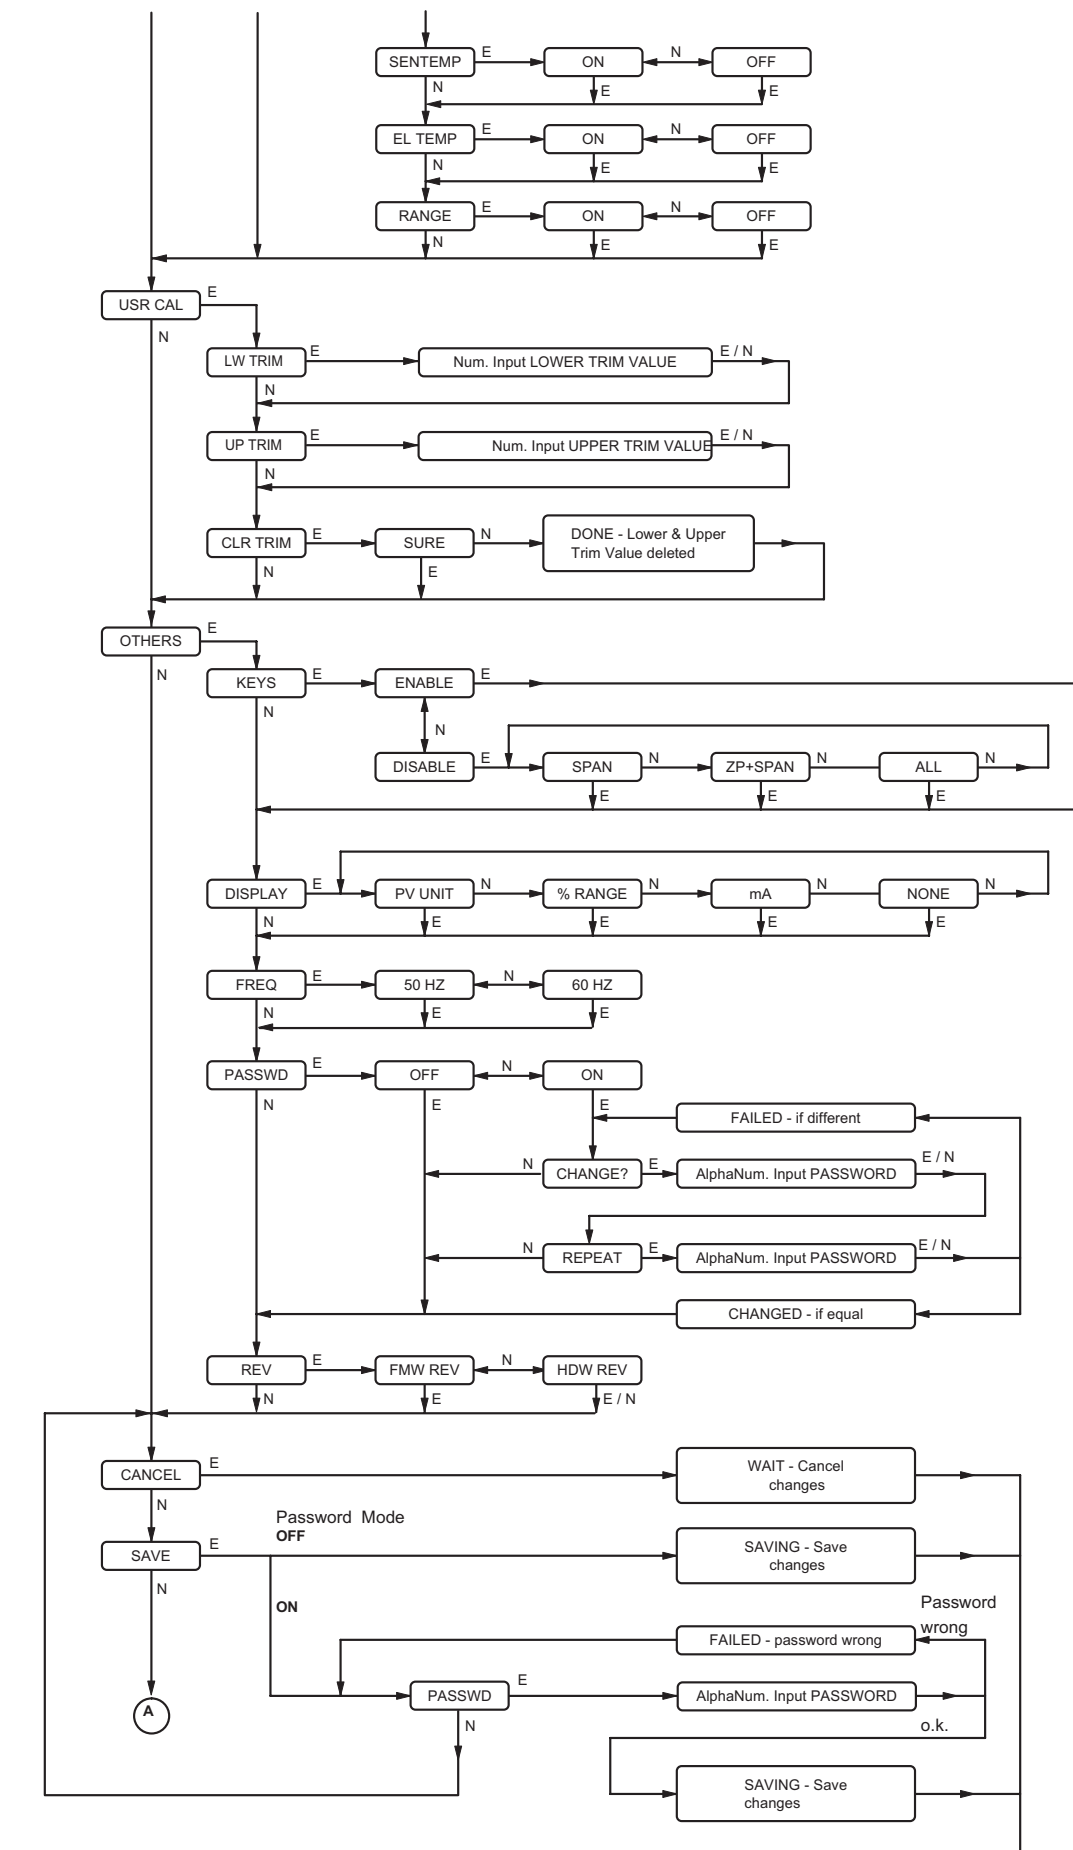 SENTEMP E ON N OFF
N E E
EL TEMP E ON N OFF
N E E
RANGE E ON N OFF
N E E
USR CAL E
N
LW TRIM E Num. Input LOWER TRIM VALUE E / N
N
UP TRIM E Num. Input UPPER TRIM VALUE E / N
N
CLR TRIM E SURE N DONE - Lower & Upper
Trim Value deleted
N E
OTHERS E
N
KEYS E ENABLE E
N
N
DISABLE E SPAN N ZP+SPAN N ALL N
E E E
DISPLAY E PV UNIT N % RANGE N mA N NONE N
N E E E E
FREQ E 50 HZ N 60 HZ
N E E
PASSWD E OFF N ON
N E E
FAILED - if different
N CHANGE? E AlphaNum. Input PASSWORD E / N
N REPEAT E AlphaNum. Input PASSWORD E / N
CHANGED - if equal
REV E FMW REV N HDW REV
N E E / N
CANCEL E WAIT - Cancel
changes
N
Password Mode
OFF
SAVE E SAVING - Save
changes
N
ON
Password
wrong
FAILED - password wrong
PASSWD E AlphaNum. Input PASSWORD
A
N
o.k.
SAVING - Save
changes